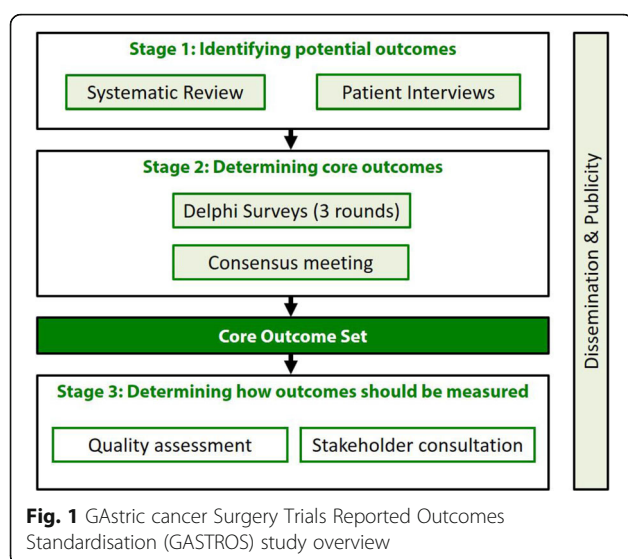 Stage 1: Identifying potential outcomes
Systematic Review
Patient Interviews
Stage 2: Determining core outcomes
Delphi Surveys (3 rounds)
Consensus meeting
Core Outcome Set
Stage 3: Determining how outcomes should be measured
Quality assessment
Stakeholder consultation
Dissemination & Publicity
Fig. 1 GAstric cancer Surgery Trials Reported Outcomes
Standardisation (GASTROS) study overview